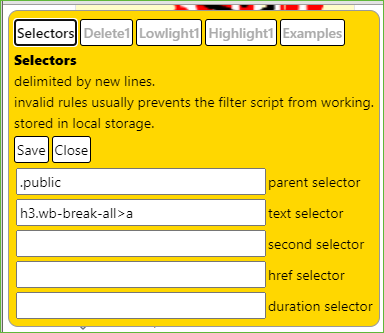 Selectors Delete1 Lowlight1 Highlight1 Examples
Selectors
delimited by new lines.
invalid rules usually prevents the filter script from working.
stored in local storage.
Save Close
.public parent selector
h3.wb-break-all>a text selector
second selector
href selector
duration selector